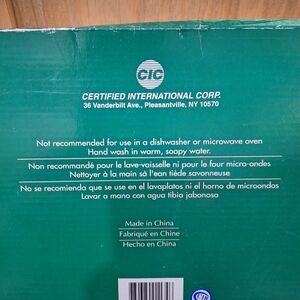 CIC
CERTIFIED INTERNATIONAL CORP.
36 Vanderbilt Ave., Pleasantville, NY 10570
Not recommended for use in a dishwasher or microwave oven
Hand wash in warm, soapy water.
Non recommandé pour le lave-vaisselle ni pour le four micro-ondes
Nettoyer à la main sâ l'ean tiède savonneuse
No se recomienda que se use en el lavoplatos ni el horno de microondas
Lavar a mano con agua tibia jabonosa
Made in China
Fabriqué en Chine
Hecho en China